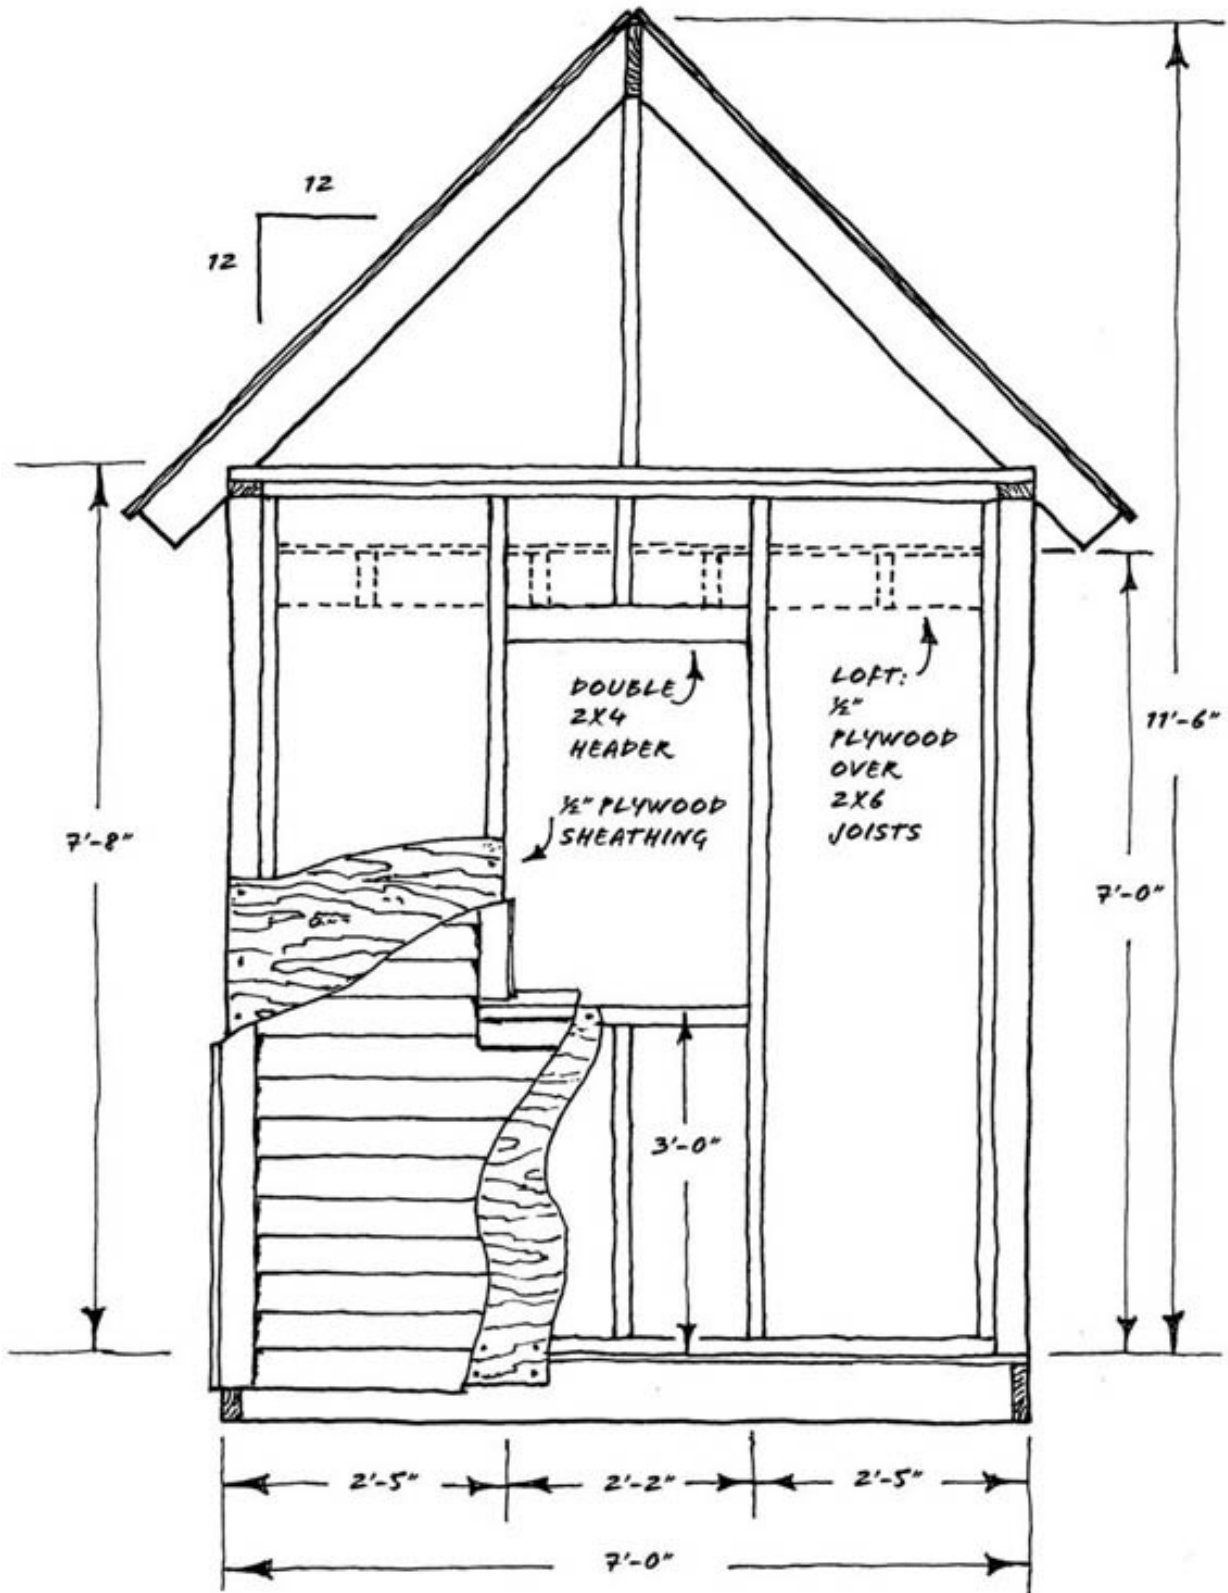 12
12
DOUBLE
2X4
HEADER
LOFT:
½"
PLYWOOD
OVER
2X6
JOISTS
½" PLYWOOD
SHEATHING
11'-6"
7'-8"
7'-0"
3'-0"
2'-5"
2'-2"
2'-5"
7'-0"